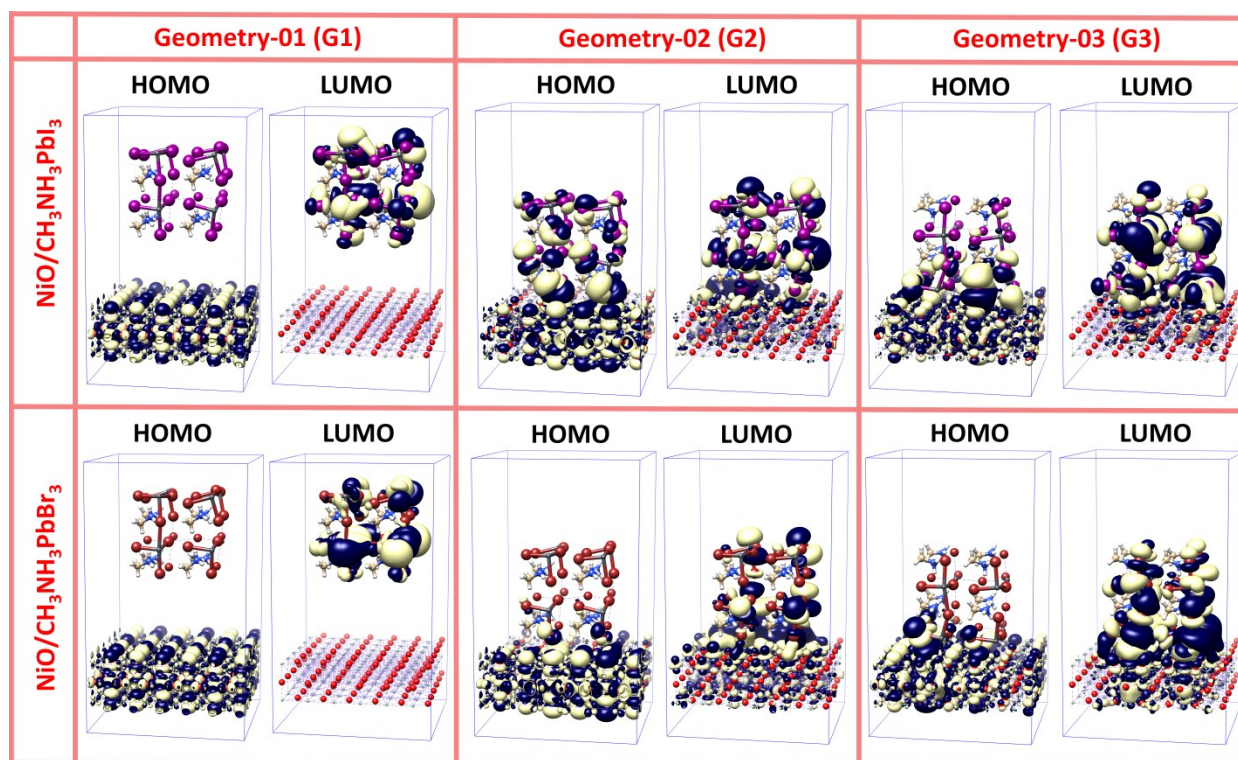 Geometry-01 (G1)
Geometry-02 (G2)
Geometry-03 (G3)
NiO/CH₃NH₃PbI₃
HOMO
LUMO
HOMO
LUMO
HOMO
LUMO
NiO/CH₃NH₃PbBr₃
HOMO
LUMO
HOMO
LUMO
HOMO
LUMO